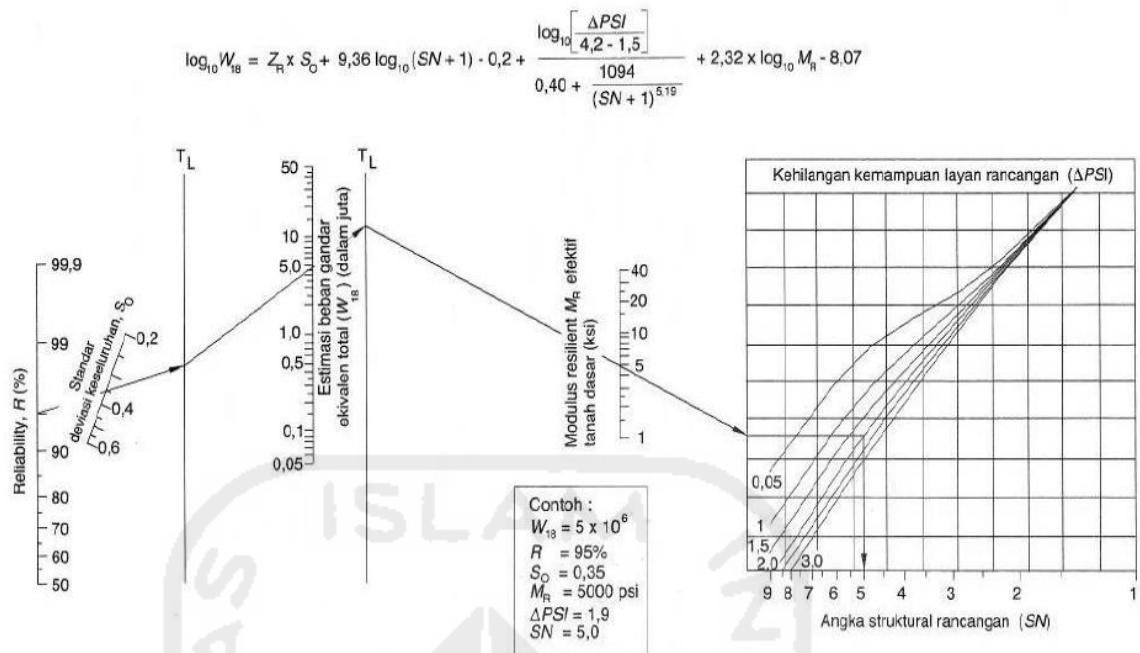 log₁₀W₁₈ = Z_R x S_O + 9,36 log₁₀(SN + 1) - 0,2 + log₁₀[ΔPSI / (4,2 - 1,5)] / (0,40 + 1094 / (SN + 1)^5.19) + 2,32 x log₁₀ M_R - 8,07
T_L
T_L
Reliability, R (%)
99,9
99
90
80
70
60
50
Standar
deviasi keseluruhan, S_O
0,2
0,4
0,6
Estimasi beban gandar
ekivalen total (W₁₈) (dalam juta)
50
10
5.0
1.0
0,5
0,1
0,05
Modulus resilient M_R efektif
tanah dasar (ksi)
40
20
10
5
1
Kehilangan kemampuan layan rancangan (ΔPSI)
0,05
1
1,5
2.0
3.0
9 8 7 6 5 4 3 2 1
Angka struktural rancangan (SN)
Contoh :
W₁₈ = 5 x 10⁶
R = 95%
S_O = 0,35
M_R = 5000 psi
ΔPSI = 1,9
SN = 5,0
ISLAM